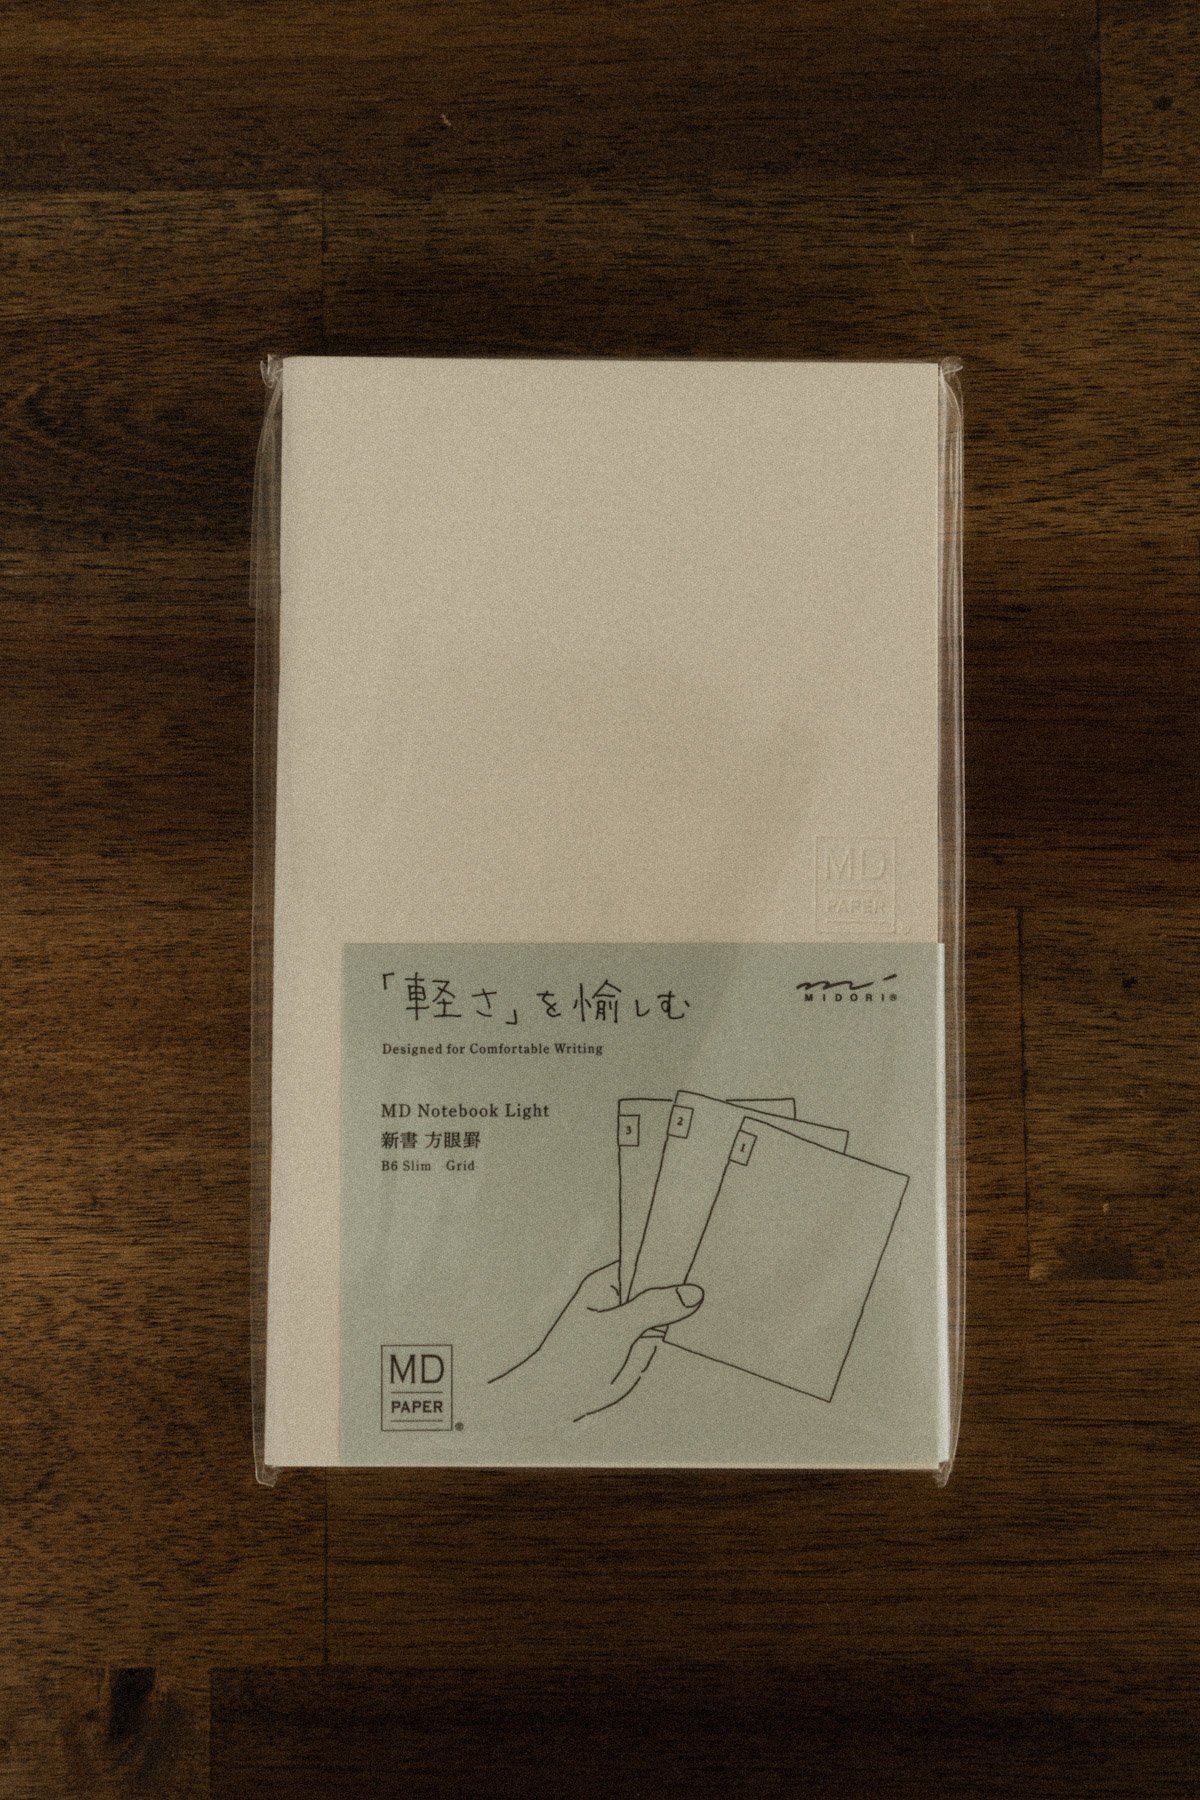 MD
PAPER
「軽さ」を愉しむ
MIDORI®
Designed for Comfortable Writing
MD Notebook Light
新書 方眼罫
B6 Slim Grid
3
2
1
MD
PAPER
®